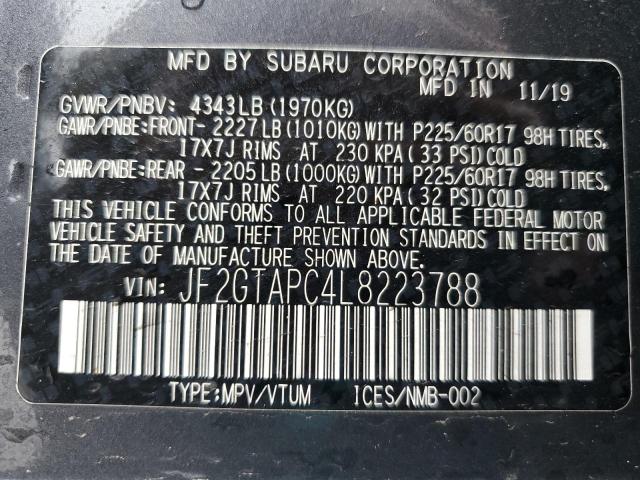 MFD BY SUBARU CORPORATION
MFD IN 11/19
GVWR/PNBV: 4343LB(1970KG)
GAWR/PNBE:FRONT-2227LB(1010KG)WITH P225/60R17 98H TIRES,
17X7J RIMS AT 230 KPA(33 PSI)COLD
GAWR/PNBE:REAR -2205LB(1000KG)WITH P225/60R17 98H TIRES,
17X7J RIMS AT 220 KPA(32 PSI)COLD
THIS VEHICLE CONFORMS TO ALL APPLICABLE FEDERAL MOTOR
VEHICLE SAFETY AND THEFT PREVENTION STANDARDS IN EFFECT ON
THE DATE OF MANUFACTURE SHOWN ABOVE.
VIN: JF2GTAPC4L8223788
TYPE:MPV/VTUM ICES/NMB-002